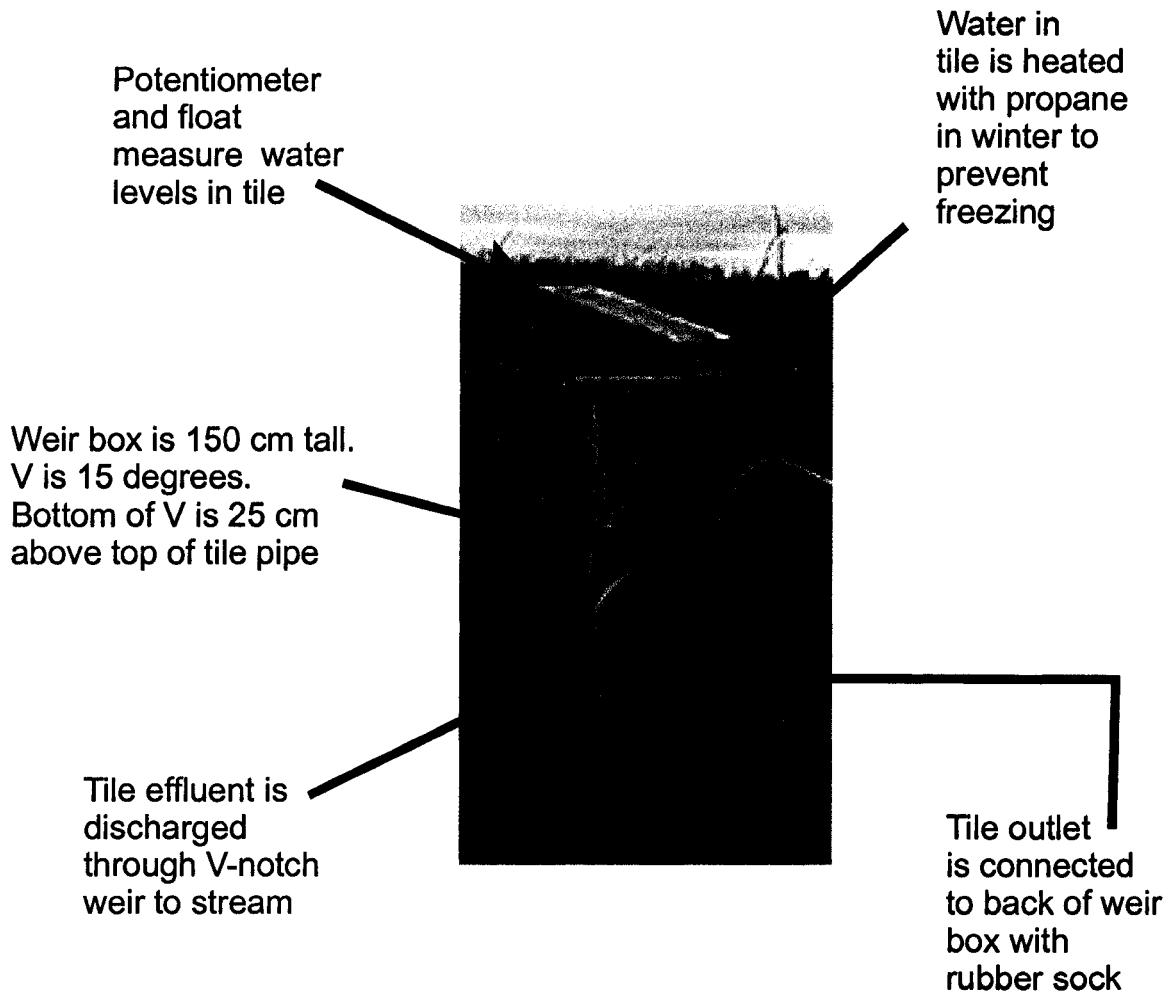 Potentiometer
and float
measure water
levels in tile
Water in
tile is heated
with propane
in winter to
prevent
freezing
Weir box is 150 cm tall.
V is 15 degrees.
Bottom of V is 25 cm
above top of tile pipe
Tile effluent is
discharged
through V-notch
weir to stream
Tile outlet
is connected
to back of weir
box with
rubber sock